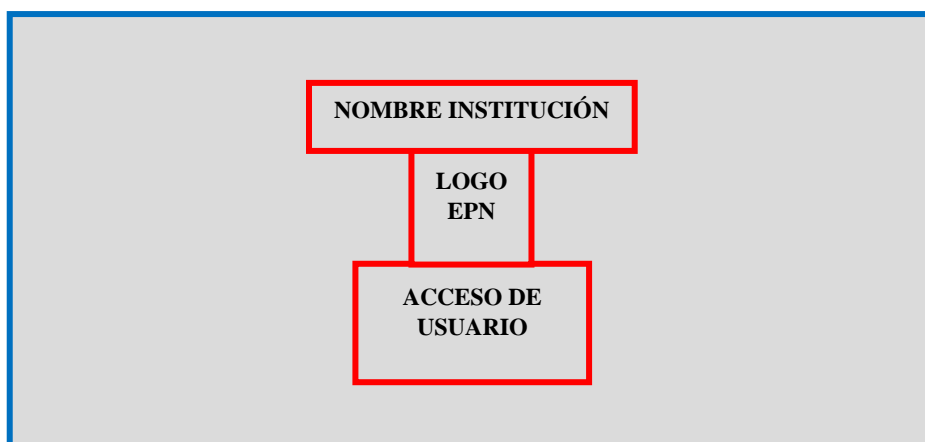 NOMBRE INSTITUCIÓN
LOGO
EPN
ACCESO DE
USUARIO